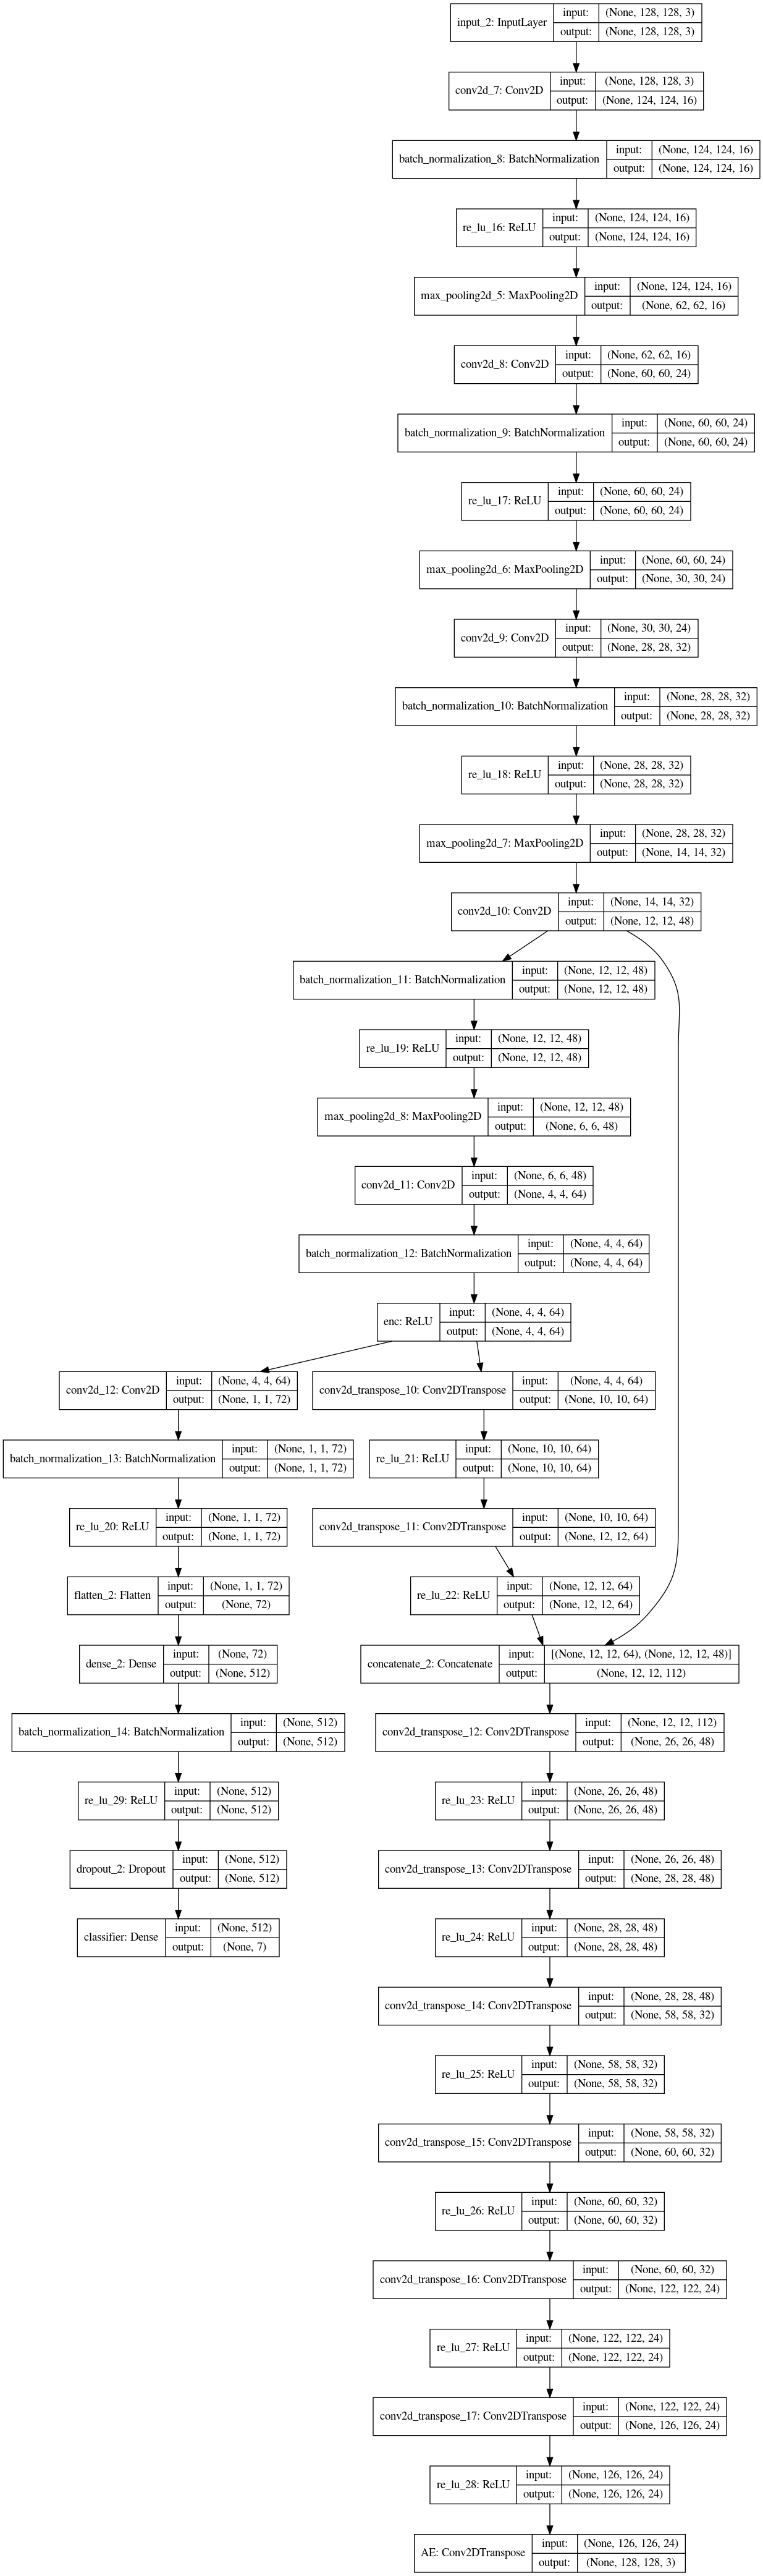 input_2: InputLayer
input: (None, 128, 128, 3)
output: (None, 128, 128, 3)
conv2d_7: Conv2D
input: (None, 128, 128, 3)
output: (None, 124, 124, 16)
batch_normalization_8: BatchNormalization
input: (None, 124, 124, 16)
output: (None, 124, 124, 16)
re_lu_16: ReLU
input: (None, 124, 124, 16)
output: (None, 124, 124, 16)
max_pooling2d_5: MaxPooling2D
input: (None, 124, 124, 16)
output: (None, 62, 62, 16)
conv2d_8: Conv2D
input: (None, 62, 62, 16)
output: (None, 60, 60, 24)
batch_normalization_9: BatchNormalization
input: (None, 60, 60, 24)
output: (None, 60, 60, 24)
re_lu_17: ReLU
input: (None, 60, 60, 24)
output: (None, 60, 60, 24)
max_pooling2d_6: MaxPooling2D
input: (None, 60, 60, 24)
output: (None, 30, 30, 24)
conv2d_9: Conv2D
input: (None, 30, 30, 24)
output: (None, 28, 28, 32)
batch_normalization_10: BatchNormalization
input: (None, 28, 28, 32)
output: (None, 28, 28, 32)
re_lu_18: ReLU
input: (None, 28, 28, 32)
output: (None, 28, 28, 32)
max_pooling2d_7: MaxPooling2D
input: (None, 28, 28, 32)
output: (None, 14, 14, 32)
conv2d_10: Conv2D
input: (None, 14, 14, 32)
output: (None, 12, 12, 48)
batch_normalization_11: BatchNormalization
input: (None, 12, 12, 48)
output: (None, 12, 12, 48)
re_lu_19: ReLU
input: (None, 12, 12, 48)
output: (None, 12, 12, 48)
max_pooling2d_8: MaxPooling2D
input: (None, 12, 12, 48)
output: (None, 6, 6, 48)
conv2d_11: Conv2D
input: (None, 6, 6, 48)
output: (None, 4, 4, 64)
batch_normalization_12: BatchNormalization
input: (None, 4, 4, 64)
output: (None, 4, 4, 64)
enc: ReLU
input: (None, 4, 4, 64)
output: (None, 4, 4, 64)
conv2d_12: Conv2D
input: (None, 4, 4, 64)
output: (None, 1, 1, 72)
conv2d_transpose_10: Conv2DTranspose
input: (None, 4, 4, 64)
output: (None, 10, 10, 64)
batch_normalization_13: BatchNormalization
input: (None, 1, 1, 72)
output: (None, 1, 1, 72)
re_lu_21: ReLU
input: (None, 10, 10, 64)
output: (None, 10, 10, 64)
re_lu_20: ReLU
input: (None, 1, 1, 72)
output: (None, 1, 1, 72)
conv2d_transpose_11: Conv2DTranspose
input: (None, 10, 10, 64)
output: (None, 12, 12, 64)
flatten_2: Flatten
input: (None, 1, 1, 72)
output: (None, 72)
re_lu_22: ReLU
input: (None, 12, 12, 64)
output: (None, 12, 12, 64)
dense_2: Dense
input: (None, 72)
output: (None, 512)
concatenate_2: Concatenate
input: [(None, 12, 12, 64), (None, 12, 12, 48)]
output: (None, 12, 12, 112)
batch_normalization_14: BatchNormalization
input: (None, 512)
output: (None, 512)
conv2d_transpose_12: Conv2DTranspose
input: (None, 12, 12, 112)
output: (None, 26, 26, 48)
re_lu_29: ReLU
input: (None, 512)
output: (None, 512)
re_lu_23: ReLU
input: (None, 26, 26, 48)
output: (None, 26, 26, 48)
dropout_2: Dropout
input: (None, 512)
output: (None, 512)
conv2d_transpose_13: Conv2DTranspose
input: (None, 26, 26, 48)
output: (None, 28, 28, 48)
classifier: Dense
input: (None, 512)
output: (None, 7)
re_lu_24: ReLU
input: (None, 28, 28, 48)
output: (None, 28, 28, 48)
conv2d_transpose_14: Conv2DTranspose
input: (None, 28, 28, 48)
output: (None, 58, 58, 32)
re_lu_25: ReLU
input: (None, 58, 58, 32)
output: (None, 58, 58, 32)
conv2d_transpose_15: Conv2DTranspose
input: (None, 58, 58, 32)
output: (None, 60, 60, 32)
re_lu_26: ReLU
input: (None, 60, 60, 32)
output: (None, 60, 60, 32)
conv2d_transpose_16: Conv2DTranspose
input: (None, 60, 60, 32)
output: (None, 122, 122, 24)
re_lu_27: ReLU
input: (None, 122, 122, 24)
output: (None, 122, 122, 24)
conv2d_transpose_17: Conv2DTranspose
input: (None, 122, 122, 24)
output: (None, 126, 126, 24)
re_lu_28: ReLU
input: (None, 126, 126, 24)
output: (None, 126, 126, 24)
AE: Conv2DTranspose
input: (None, 126, 126, 24)
output: (None, 128, 128, 3)